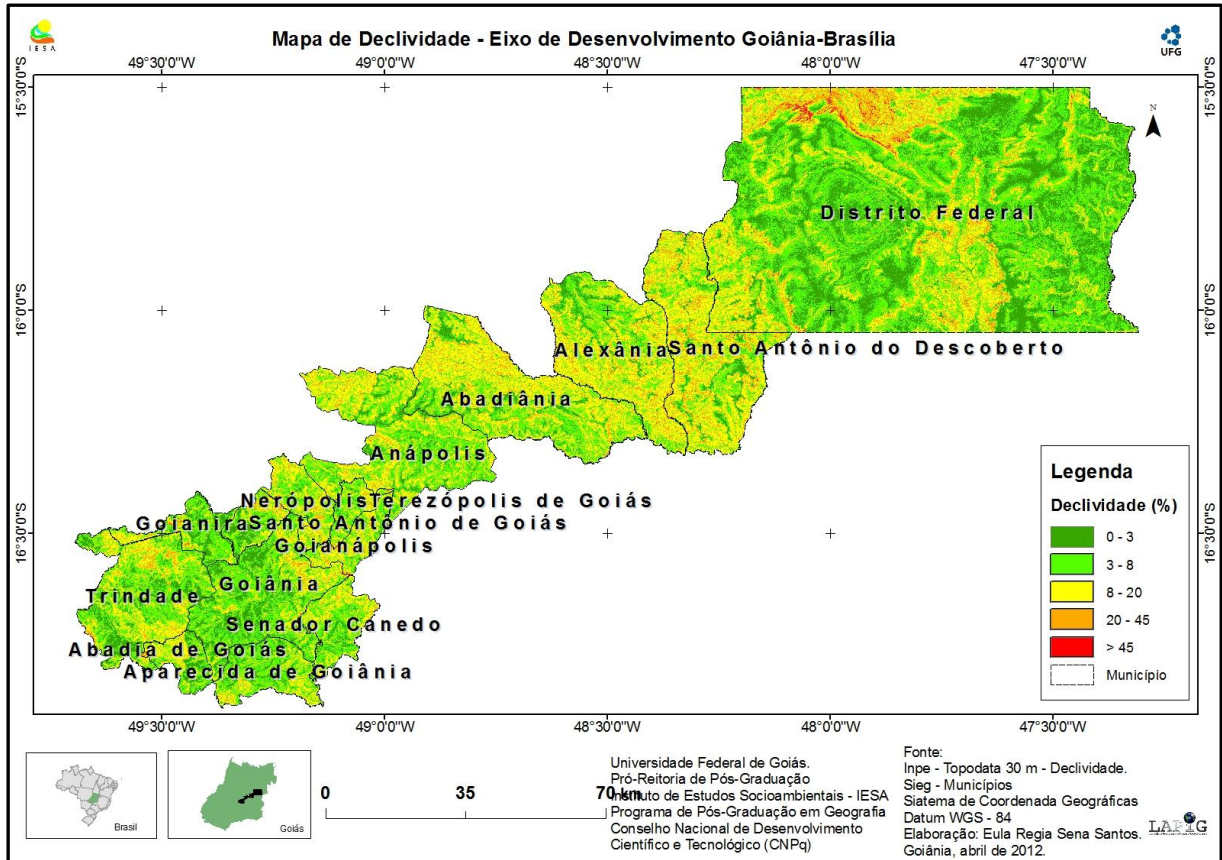 IESA
Mapa de Declividade - Eixo de Desenvolvimento Goiânia-Brasília
UFG
49°30'0"W 49°0'0"W 48°30'0"W 48°0'0"W 47°30'0"W
15°30'0"S 15°30'0"S
N
Distrito Federal
16°0'0"S 16°0'0"S
Alexânia Santo Antônio do Descoberto
Abadiânia
Anápolis
Nerópolis Terezópolis de Goiás
Goianira Santo Antônio de Goiás
16°30'0"S 16°30'0"S
Goianápolis
Goiânia
Trindade
Senador Canedo
Abadia de Goiás
Aparecida de Goiânia
Legenda
Declividade (%)
0 - 3
3 - 8
8 - 20
20 - 45
> 45
Município
49°30'0"W 49°0'0"W 48°30'0"W 48°0'0"W 47°30'0"W
Brasil
Goiás
0 35 70 km
Universidade Federal de Goiás.
Pró-Reitoria de Pós-Graduação
Instituto de Estudos Socioambientais - IESA
Programa de Pós-Graduação em Geografia
Conselho Nacional de Desenvolvimento
Científico e Tecnológico (CNPq)
Fonte:
Inpe - Topodata 30 m - Declividade.
Sieg - Municípios
Siatema de Coordenada Geográficas
Datum WGS - 84
Elaboração: Eula Regia Sena Santos.
Goiânia, abril de 2012.
LAPIG